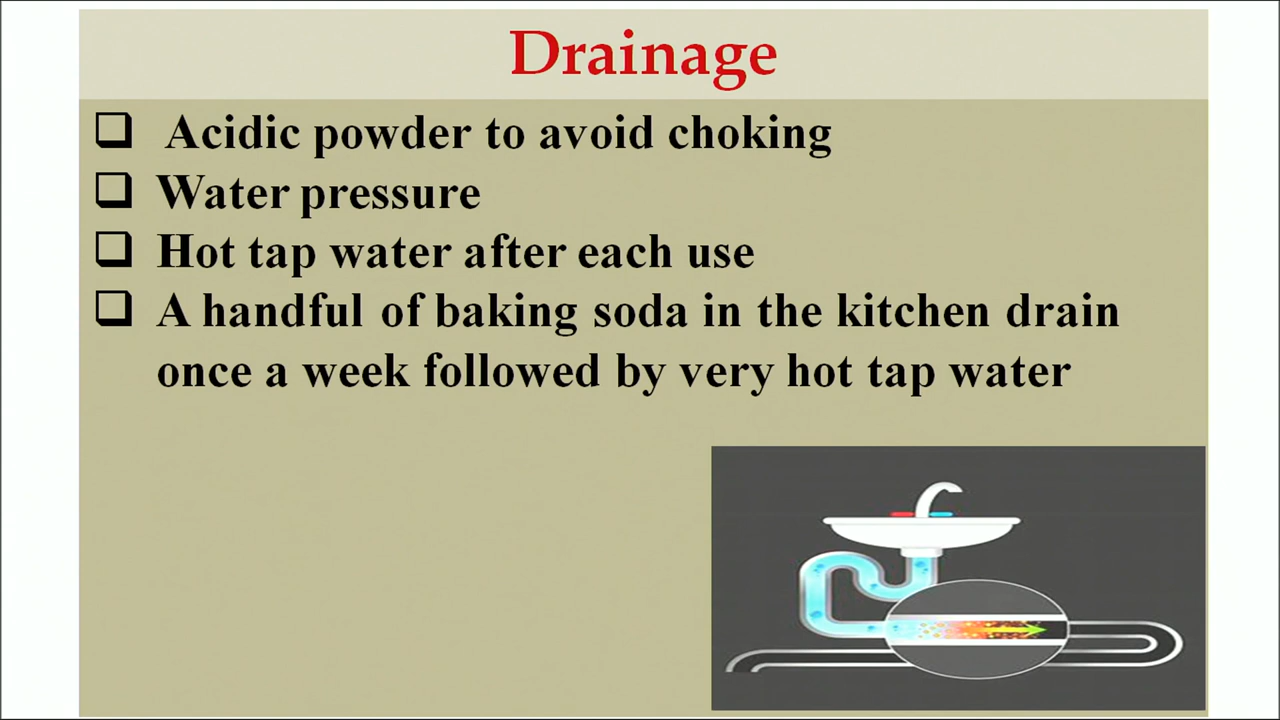 Drainage
❑ Acidic powder to avoid choking
❑ Water pressure
❑ Hot tap water after each use
❑ A handful of baking soda in the kitchen drain
once a week followed by very hot tap water